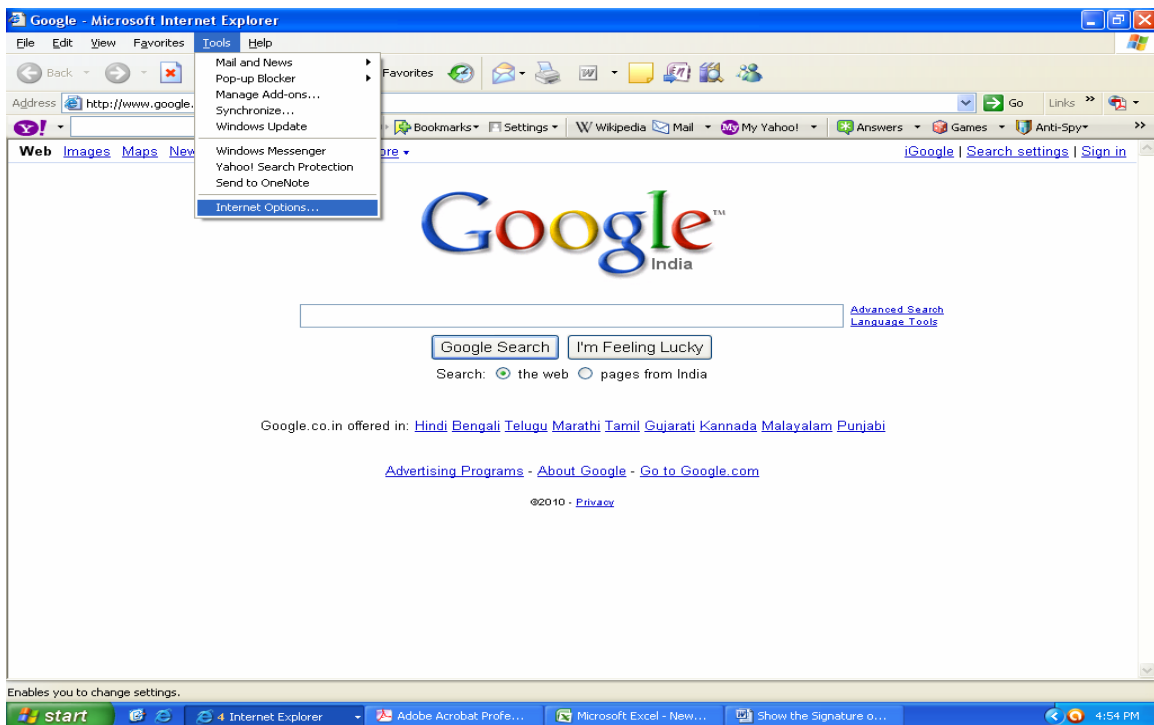 Google - Microsoft Internet Explorer
File Edit View Favorites Tools Help
Mail and News
Pop-up Blocker
Manage Add-ons...
Synchronize...
Windows Update
Windows Messenger
Yahoo! Search Protection
Send to OneNote
Internet Options...
Back Favorites
Address http://www.google. Go Links »
Y! Bookmarks Settings W Wikipedia Mail My My Yahoo! Answers Games Anti-Spy »
Web Images Maps New ore iGoogle | Search settings | Sign in
Google™
India
Advanced Search
Language Tools
Google Search I'm Feeling Lucky
Search: the web pages from India
Google.co.in offered in: Hindi Bengali Telugu Marathi Tamil Gujarati Kannada Malayalam Punjabi
Advertising Programs - About Google - Go to Google.com
©2010 - Privacy
Enables you to change settings.
start 4 Internet Explorer Adobe Acrobat Profe... Microsoft Excel - New... Show the Signature o... 4:54 PM